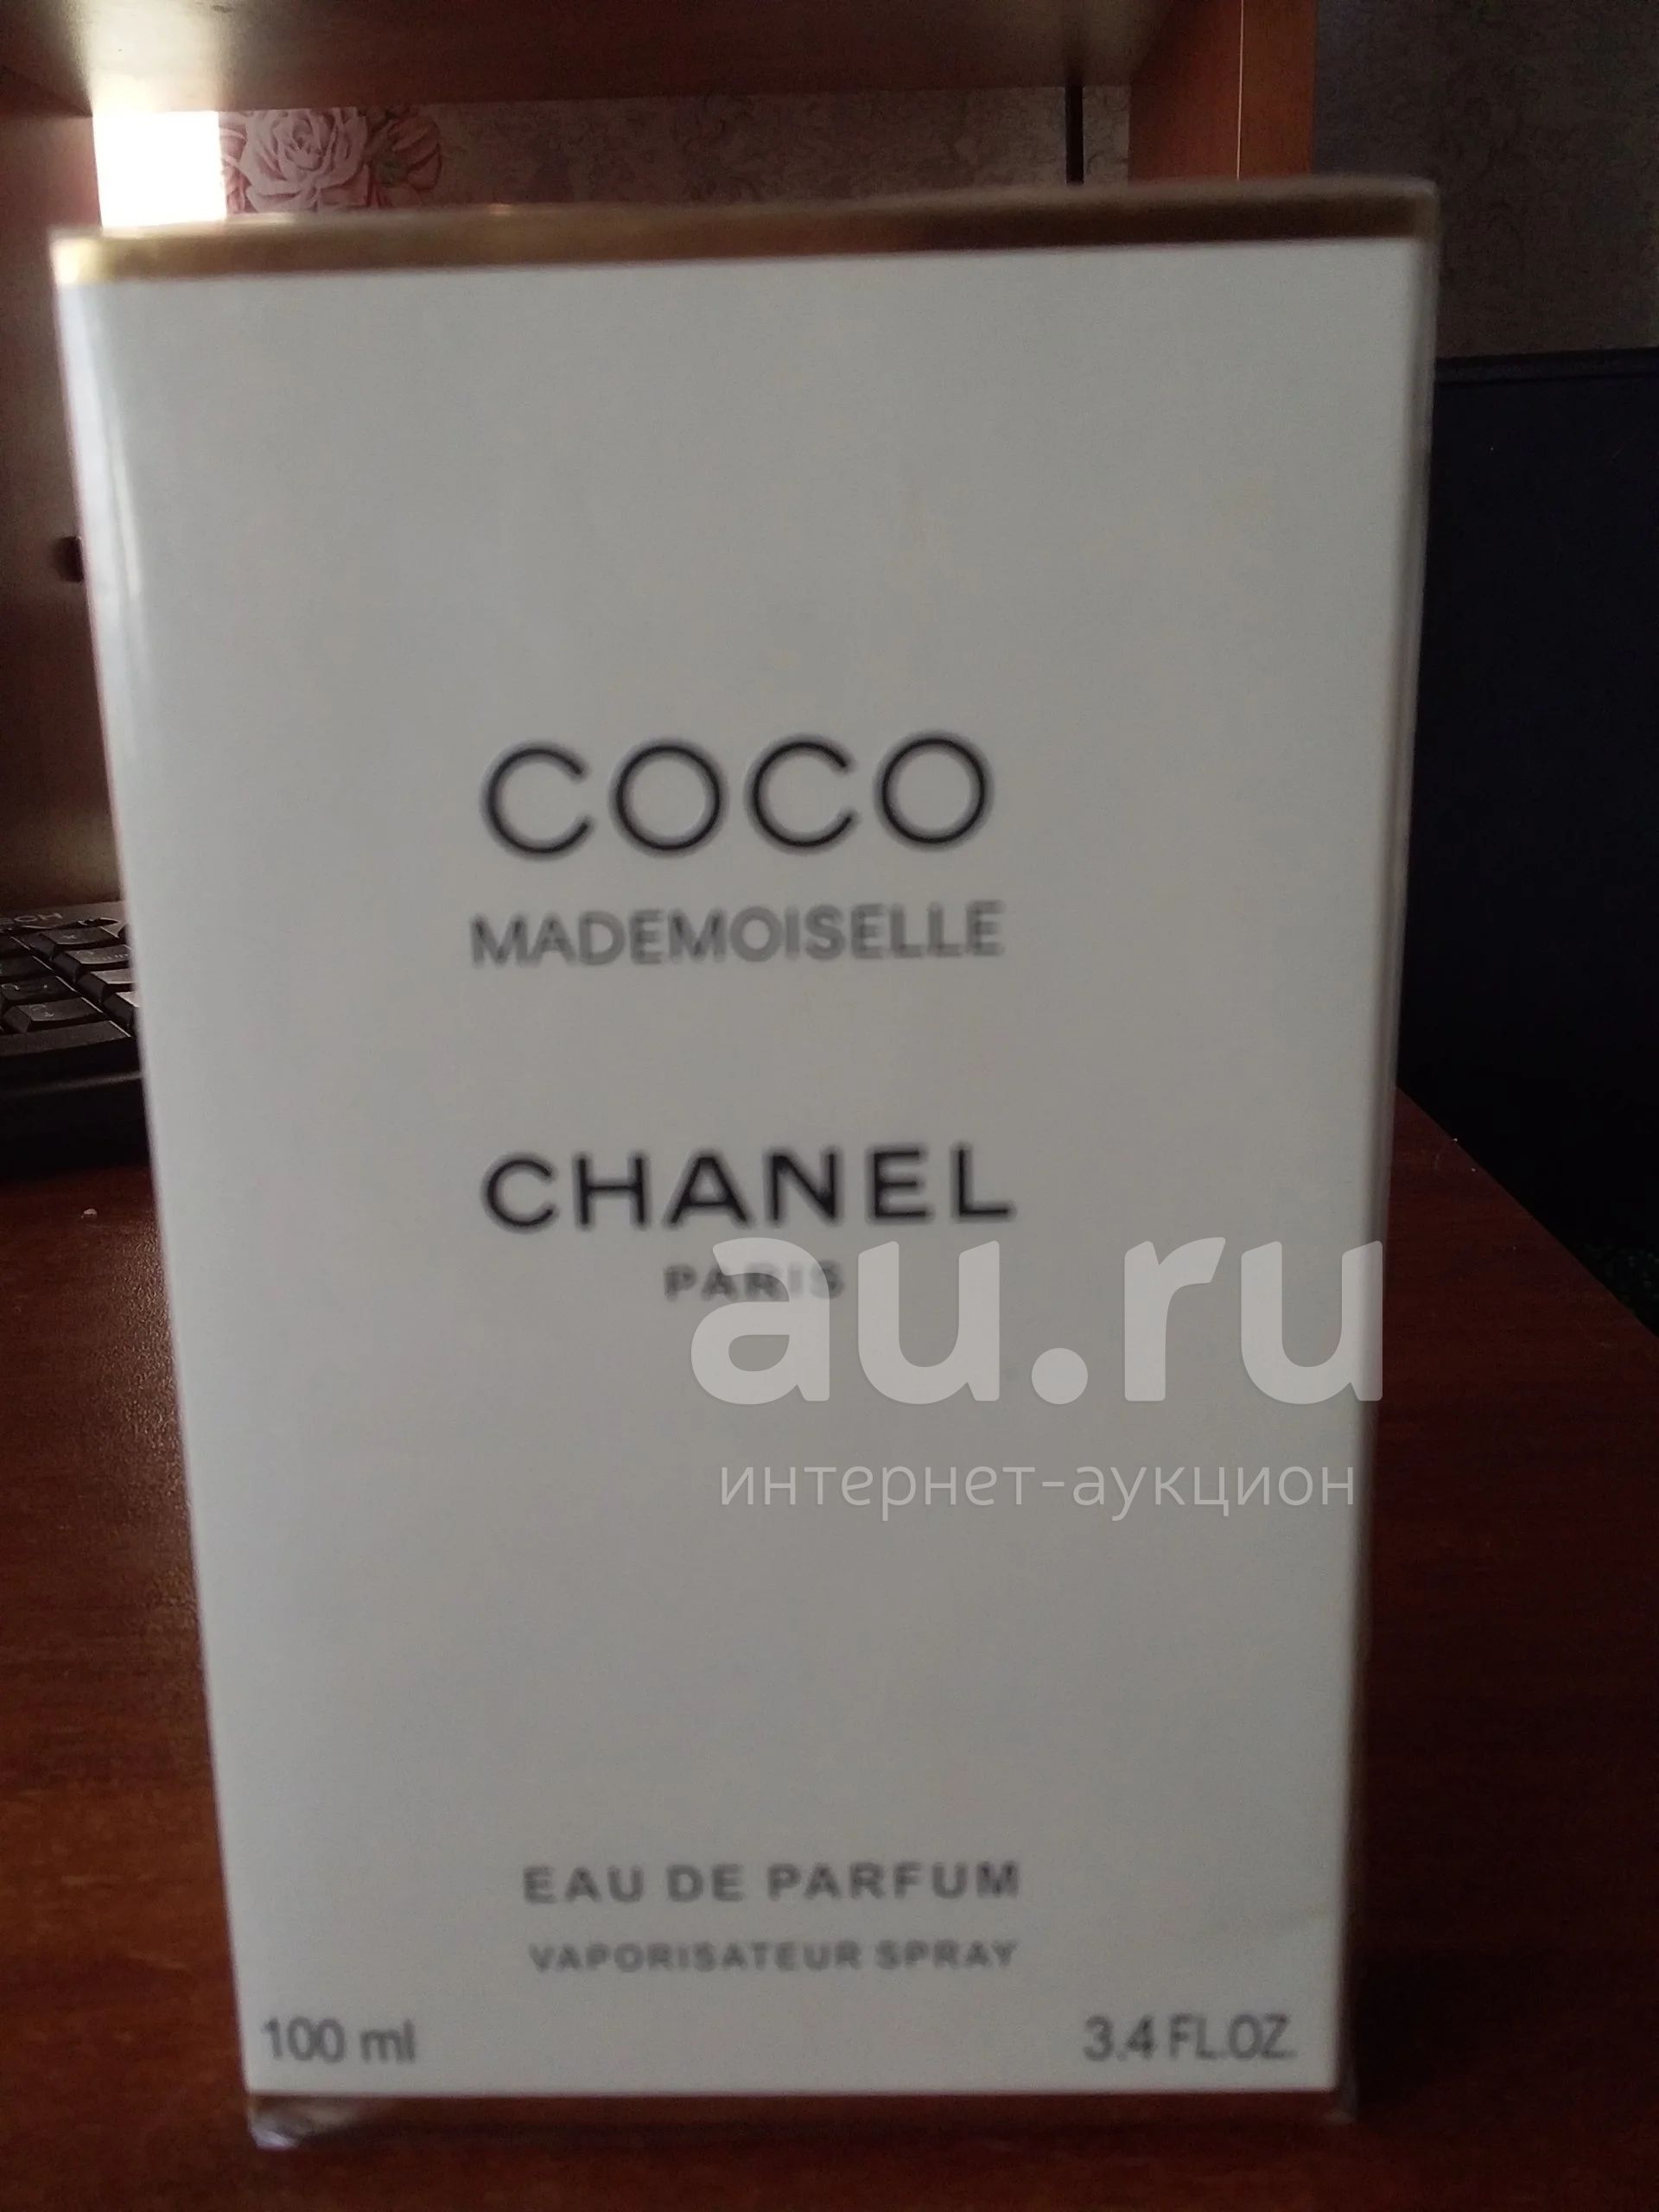 COCO
MADEMOISELLE
CHANEL
PARIS
au.ru
интернет-аукцион
EAU DE PARFUM
VAPORISATEUR SPRAY
100 ml 3.4 FL.OZ.